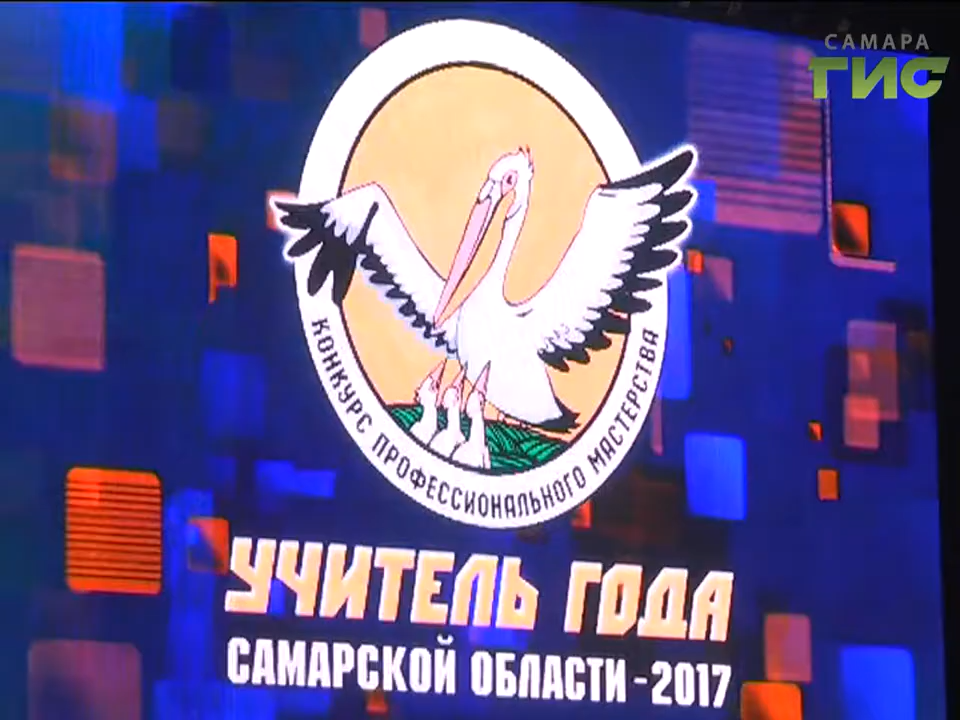 САМАРА
ГИС
КОНКУРС ПРОФЕССИОНАЛЬНОГО МАСТЕРСТВА
УЧИТЕЛЬ ГОДА
САМАРСКОЙ ОБЛАСТИ - 2017